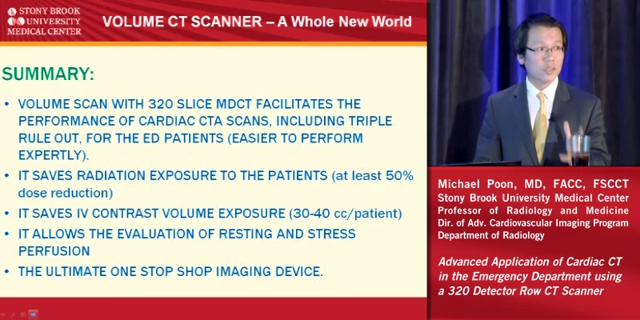 STONY BROOK
UNIVERSITY
MEDICAL CENTER
VOLUME CT SCANNER – A Whole New World
SUMMARY:
• VOLUME SCAN WITH 320 SLICE MDCT FACILITATES THE
PERFORMANCE OF CARDIAC CTA SCANS, INCLUDING TRIPLE
RULE OUT, FOR THE ED PATIENTS (EASIER TO PERFORM
EXPERTLY).
• IT SAVES RADIATION EXPOSURE TO THE PATIENTS (at least 50%
dose reduction)
• IT SAVES IV CONTRAST VOLUME EXPOSURE (30-40 cc/patient)
• IT ALLOWS THE EVALUATION OF RESTING AND STRESS
PERFUSION
• THE ULTIMATE ONE STOP SHOP IMAGING DEVICE.
Michael Poon, MD, FACC, FSCCT
Stony Brook University Medical Center
Professor of Radiology and Medicine
Dir. of Adv. Cardiovascular Imaging Program
Department of Radiology
Advanced Application of Cardiac CT
in the Emergency Department using
a 320 Detector Row CT Scanner